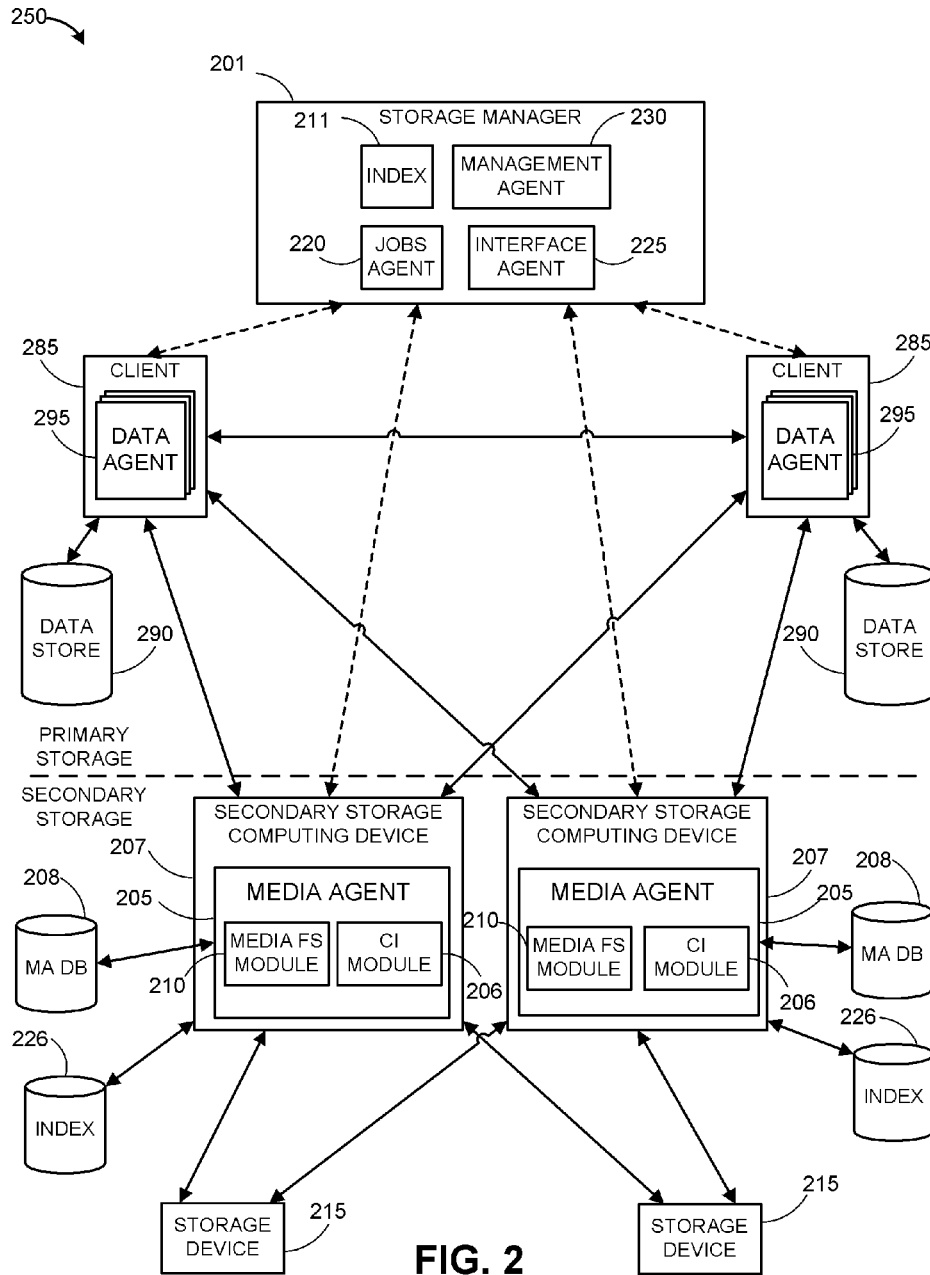 250
201
STORAGE MANAGER
211
230
INDEX
MANAGEMENT
AGENT
220
JOBS
AGENT
INTERFACE
AGENT
225
285
CLIENT
295
DATA
AGENT
CLIENT
285
DATA
AGENT
295
DATA
STORE
290
DATA
STORE
290
PRIMARY
STORAGE
SECONDARY
STORAGE
SECONDARY STORAGE
COMPUTING DEVICE
207
MEDIA AGENT
205
MEDIA FS
MODULE
210
CI
MODULE
206
SECONDARY STORAGE
COMPUTING DEVICE
207
MEDIA AGENT
205
210
MEDIA FS
MODULE
CI
MODULE
206
208
MA DB
208
MA DB
226
INDEX
226
INDEX
STORAGE
DEVICE
215
STORAGE
DEVICE
215
FIG. 2